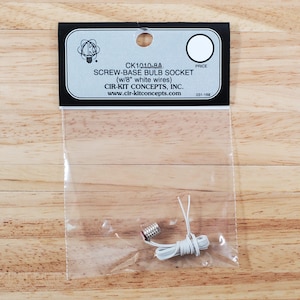 PRICE
CK1010-8A
SCREW-BASE BULB SOCKET
(w/8" white wires)
CIR-KIT CONCEPTS, INC.
www.cir-kitconcepts.com